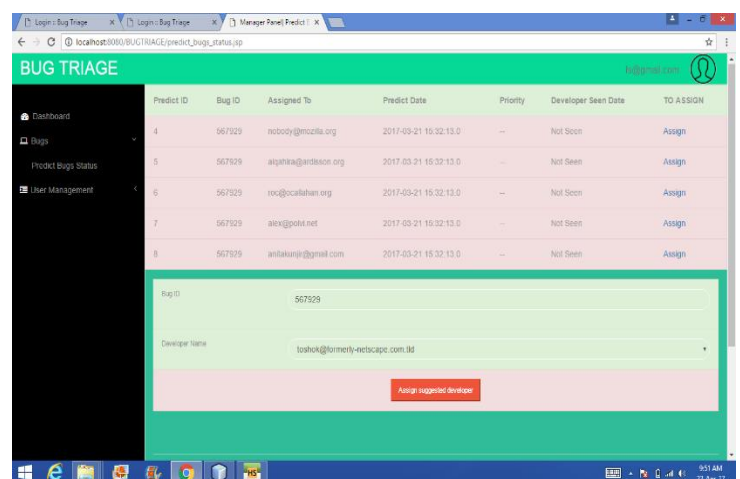 Login :: Bug Triage
Login :: Bug Triage
Manager Panel| Predict
localhost:8080/BUGTRIAGE/predict_bugs_status.jsp
BUG TRIAGE
Dashboard
Bugs
Predict Bugs Status
User Management
Predict ID Bug ID Assigned To Predict Date Priority Developer Seen Date TO ASSIGN
4 567929 nobody@mozilla.org 2017-03-21 15:32:13.0 -- Not Seen Assign
5 567929 2017-03-21 15:32:13.0 -- Not Seen Assign
6 567929 roc@ocallahan.org 2017-03-21 15:32:13.0 -- Not Seen Assign
7 567929 alex@polvi.net 2017-03-21 15:32:13.0 -- Not Seen Assign
8 567929 2017-03-21 15:32:13.0 -- Not Seen Assign
Bug ID
567929
Developer Name
toshok@formerly-netscape.com.tld
Assign suggested developer
HS
9:51 AM